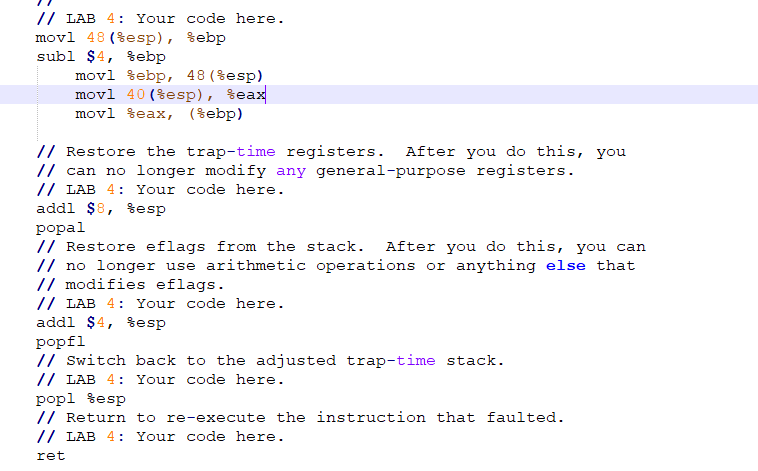 //
// LAB 4: Your code here.
movl 48(%esp), %ebp
subl $4, %ebp
movl %ebp, 48(%esp)
movl 40(%esp), %eax
movl %eax, (%ebp)
// Restore the trap-time registers.  After you do this, you
// can no longer modify any general-purpose registers.
// LAB 4: Your code here.
addl $8, %esp
popal
// Restore eflags from the stack.  After you do this, you can
// no longer use arithmetic operations or anything else that
// modifies eflags.
// LAB 4: Your code here.
addl $4, %esp
popfl
// Switch back to the adjusted trap-time stack.
// LAB 4: Your code here.
popl %esp
// Return to re-execute the instruction that faulted.
// LAB 4: Your code here.
ret